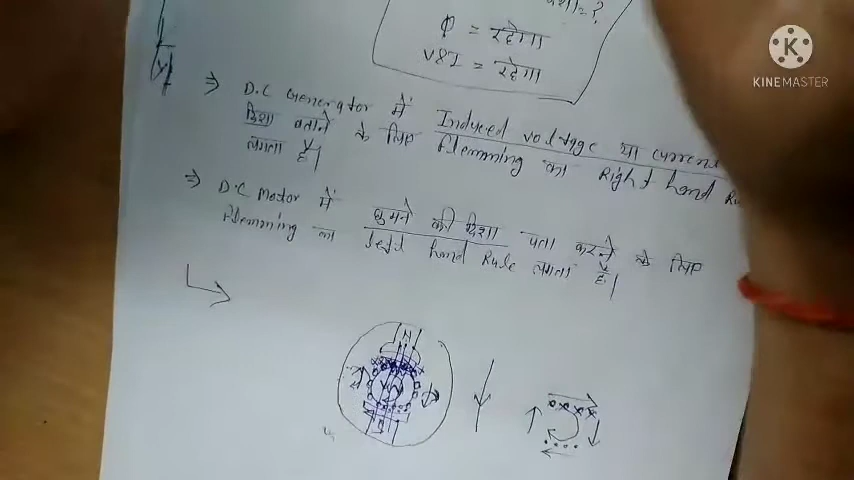 = ?
Φ = रहेगा
V&I = रहेगा
K
KINEMASTER
⇒ D.C Generator में Induced voltage या current
दिशा बताने के लिए Flemming का Right hand Ru
लगता है|
⇒ D.C Motor में घुमने की दिशा पता करने के लिए
Flemming का left hand Rule लगता है|
N